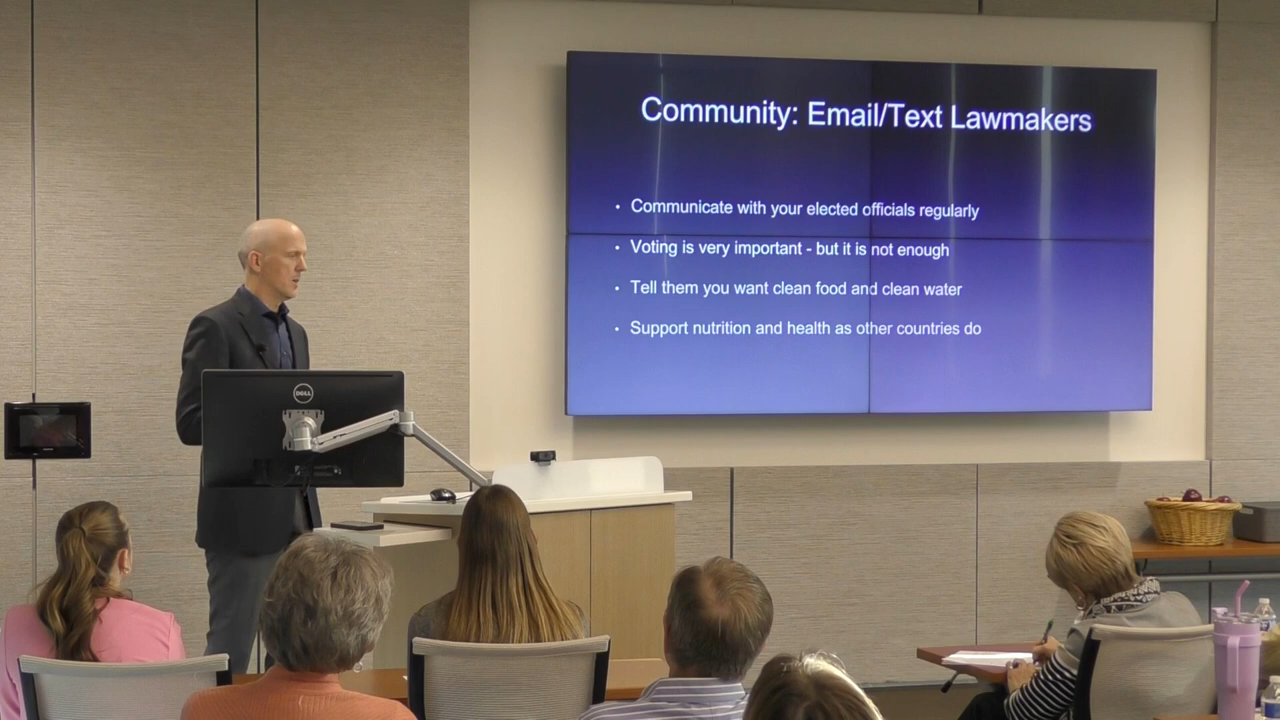 Community: Email/Text Lawmakers
• Communicate with your elected officials regularly
• Voting is very important - but it is not enough
• Tell them you want clean food and clean water
• Support nutrition and health as other countries do
DELL